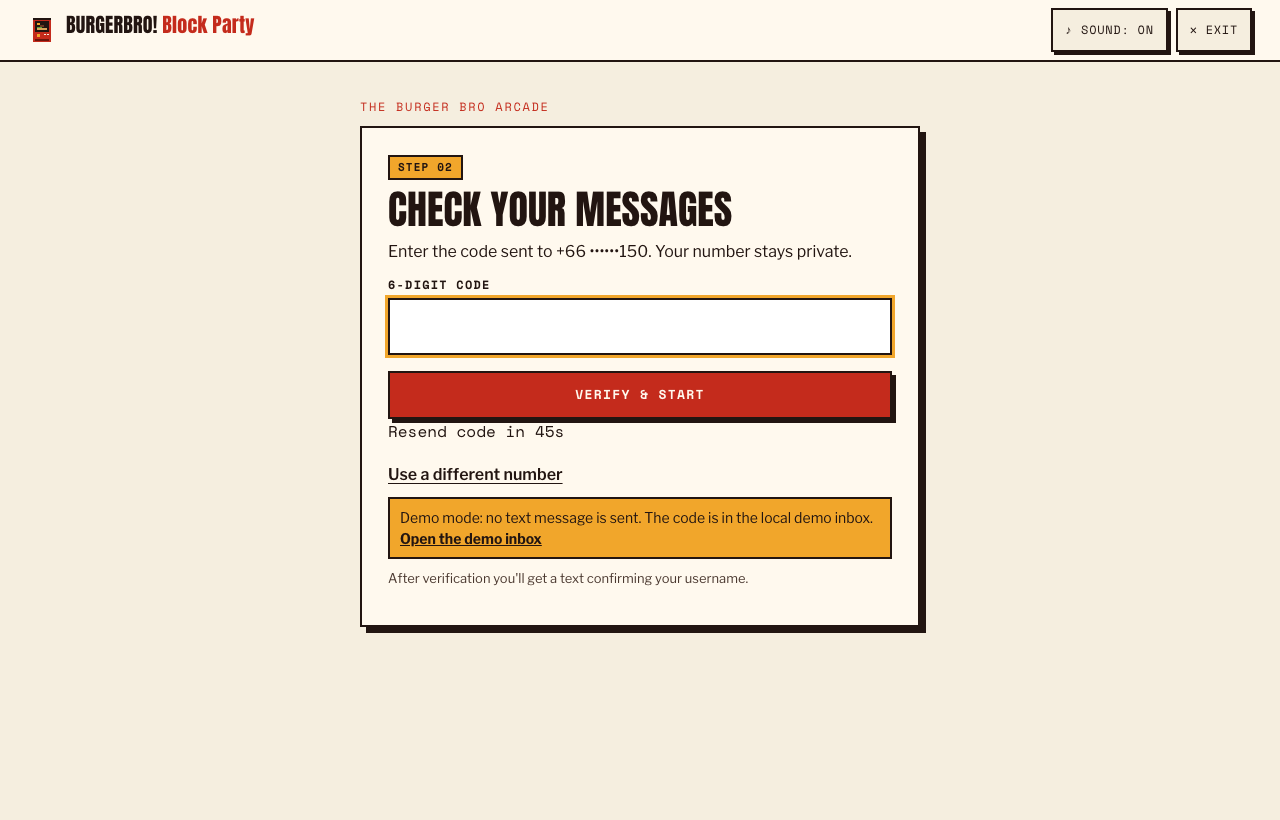 BURGERBRO! Block Party
♪ SOUND: ON
× EXIT
THE BURGER BRO ARCADE
STEP 02
CHECK YOUR MESSAGES
Enter the code sent to +66 ••••••150. Your number stays private.
6-DIGIT CODE
VERIFY & START
Resend code in 45s
Use a different number
Demo mode: no text message is sent. The code is in the local demo inbox.
Open the demo inbox
After verification you'll get a text confirming your username.